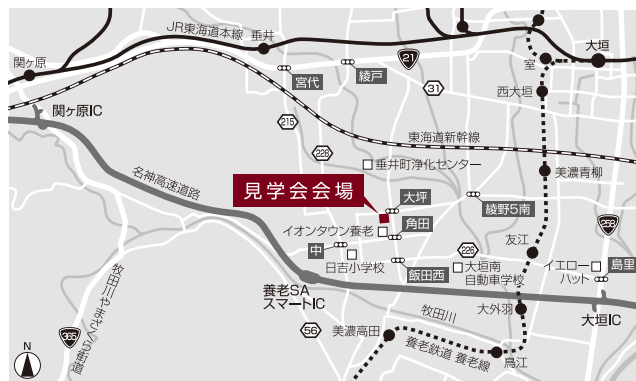 JR東海道本線
垂井
関ヶ原
宮代
綾戸
21
31
大垣
室
西大垣
関ヶ原IC
215
228
東海道新幹線
垂井町浄化センター
美濃青柳
名神高速道路
見学会会場
大坪
綾野5南
イオンタウン養老
角田
258
中
日吉小学校
飯田西
226
友江
大垣南
自動車学校
イエロー
ハット
島里
養老SA
スマートIC
牧田川
大外羽
大垣IC
牧田川やまざくら街道
365
56
美濃高田
養老鉄道 養老線
烏江
N